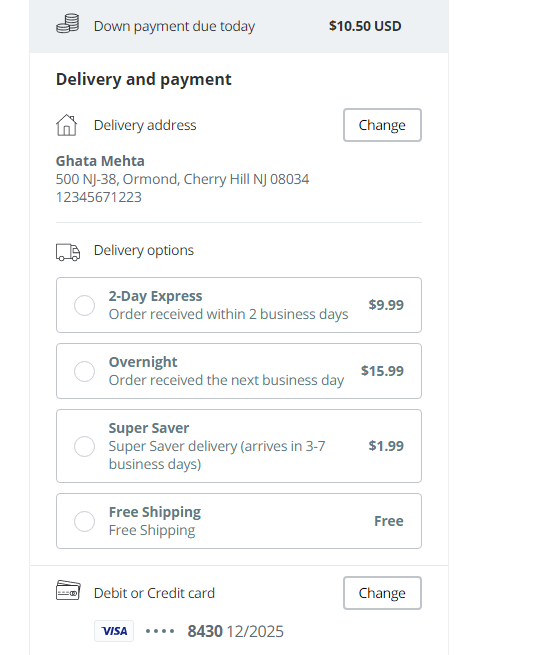 Down payment due today $10.50 USD
Delivery and payment
Delivery address Change
Ghata Mehta
500 NJ-38, Ormond, Cherry Hill NJ 08034
12345671223
Delivery options
2-Day Express
Order received within 2 business days $9.99
Overnight
Order received the next business day $15.99
Super Saver
Super Saver delivery (arrives in 3-7 $1.99
business days)
Free Shipping
Free Shipping Free
Debit or Credit card Change
VISA •••• 8430 12/2025